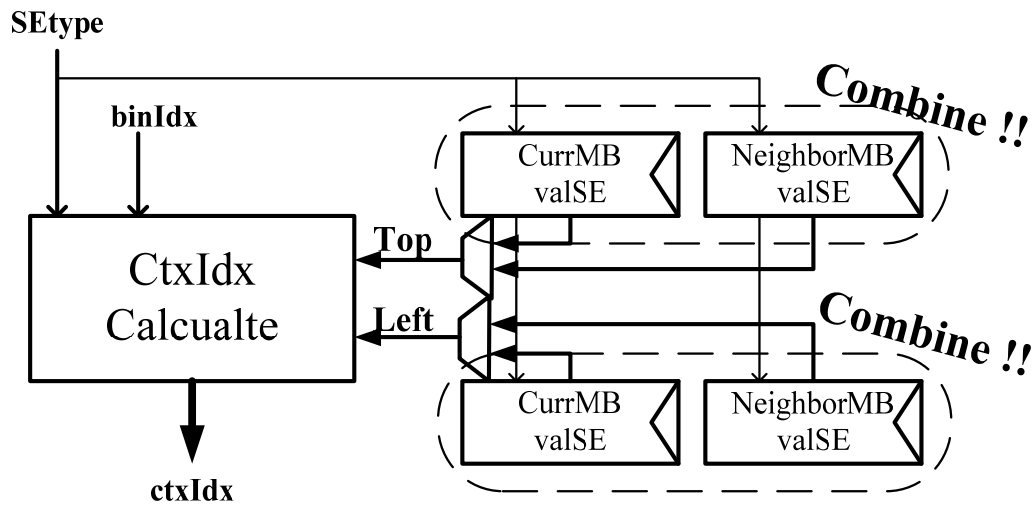 SEtype
binIdx
Combine !!
CurrMB
valSE
NeighborMB
valSE
Top
CtxIdx
Calcualte
Left
Combine !!
CurrMB
valSE
NeighborMB
valSE
ctxIdx